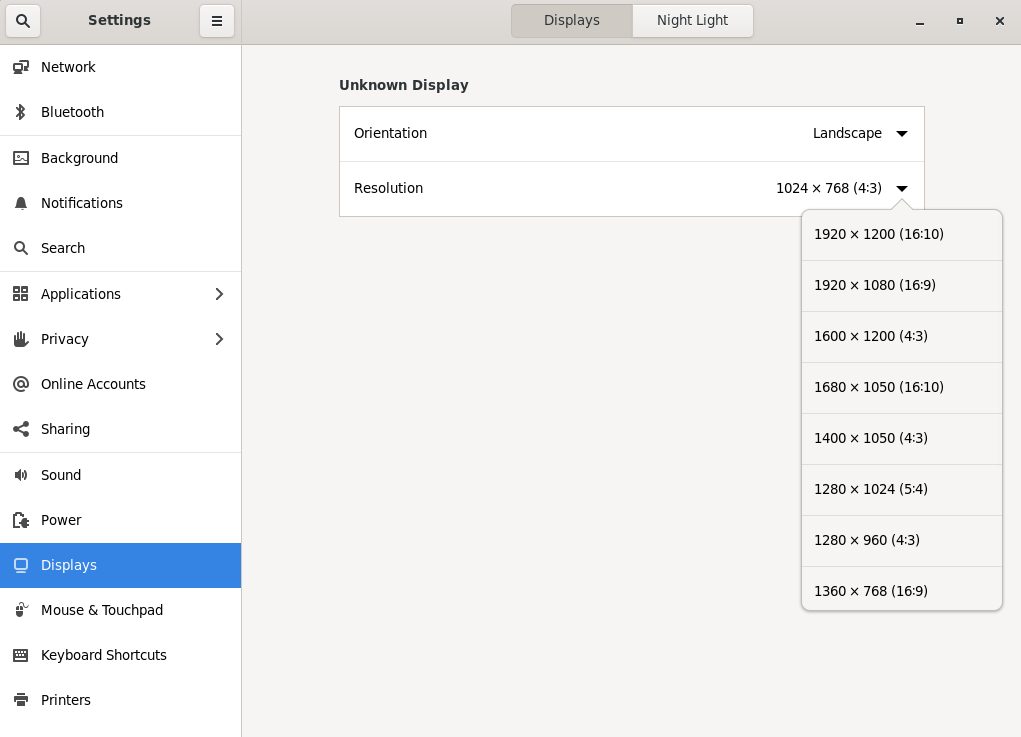 Settings
Displays
Night Light
Network
Bluetooth
Background
Notifications
Search
Applications
Privacy
Online Accounts
Sharing
Sound
Power
Displays
Mouse & Touchpad
Keyboard Shortcuts
Printers
Unknown Display
Orientation
Landscape
Resolution
1024 × 768 (4:3)
1920 × 1200 (16:10)
1920 × 1080 (16:9)
1600 × 1200 (4:3)
1680 × 1050 (16:10)
1400 × 1050 (4:3)
1280 × 1024 (5:4)
1280 × 960 (4:3)
1360 × 768 (16:9)